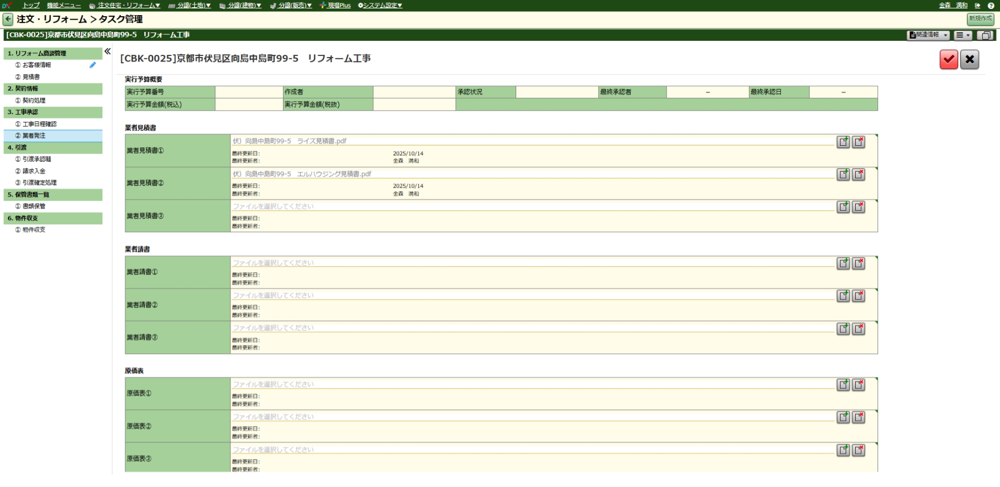 DX トップ 機能メニュー 注文住宅・リフォーム▼ 分譲(土地)▼ 分譲(建物)▼ 分譲(販売)▼ 現場Plus システム設定▼ 金森 満和
注文・リフォーム ＞タスク管理 新規作成
[CBK-0025]京都市伏見区向島中島町99-5 リフォーム工事 関連情報
1. リフォーム商談管理
① お客様情報
② 見積書
2. 契約情報
① 契約処理
3. 工事承認
① 工事日程確認
② 業者発注
4. 引渡
① 引渡承認願
② 請求入金
③ 引渡確定処理
5. 保管書類一覧
① 書類保管
6. 物件収支
① 物件収支
[CBK-0025]京都市伏見区向島中島町99-5 リフォーム工事
実行予算概要
実行予算番号 作成者 承認状況 最終承認者 － 最終承認日 －
実行予算金額(税込) 実行予算金額(税抜)
業者見積書
業者見積書①
伏）向島中島町99-5 ライズ見積書.pdf
最終更新日: 2025/10/14
最終更新者: 金森 満和
業者見積書②
伏）向島中島町99-5 エルハウジング見積書.pdf
最終更新日: 2025/10/14
最終更新者: 金森 満和
業者見積書③
ファイルを選択してください
最終更新日:
最終更新者:
業者請書
業者請書①
ファイルを選択してください
最終更新日:
最終更新者:
業者請書②
ファイルを選択してください
最終更新日:
最終更新者:
業者請書③
ファイルを選択してください
最終更新日:
最終更新者:
原価表
原価表①
ファイルを選択してください
最終更新日:
最終更新者:
原価表②
ファイルを選択してください
最終更新日:
最終更新者:
原価表③
ファイルを選択してください
最終更新日:
最終更新者: